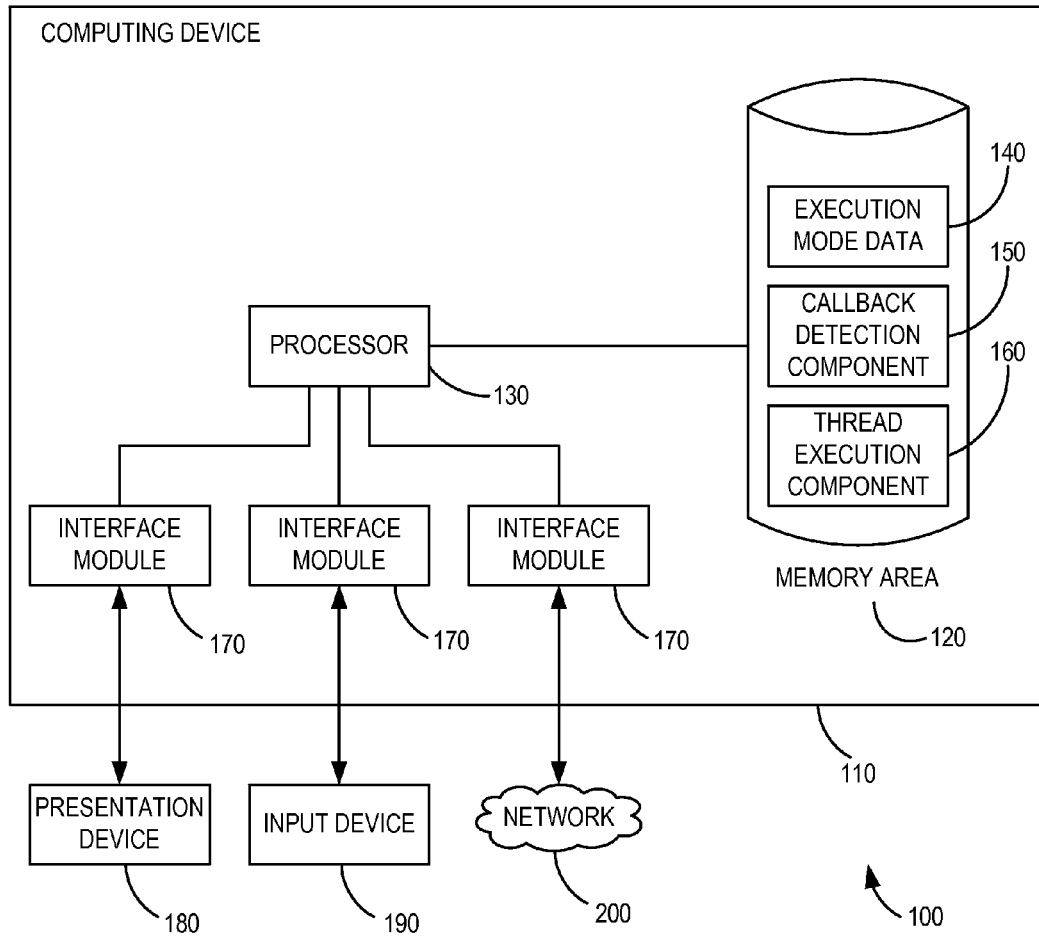 COMPUTING DEVICE
140
EXECUTION
MODE DATA
150
CALLBACK
DETECTION
COMPONENT
160
PROCESSOR
130
THREAD
EXECUTION
COMPONENT
INTERFACE
MODULE
170
INTERFACE
MODULE
170
INTERFACE
MODULE
170
MEMORY AREA
120
110
PRESENTATION
DEVICE
180
INPUT DEVICE
190
NETWORK
200
100